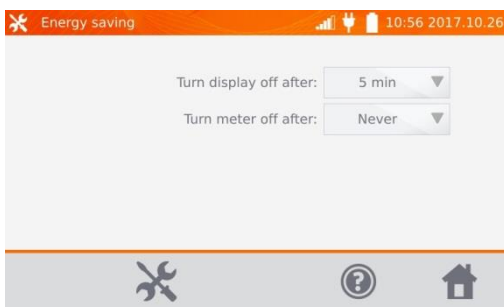 Energy saving 10:56 2017.10.26
Turn display off after: 5 min
Turn meter off after: Never